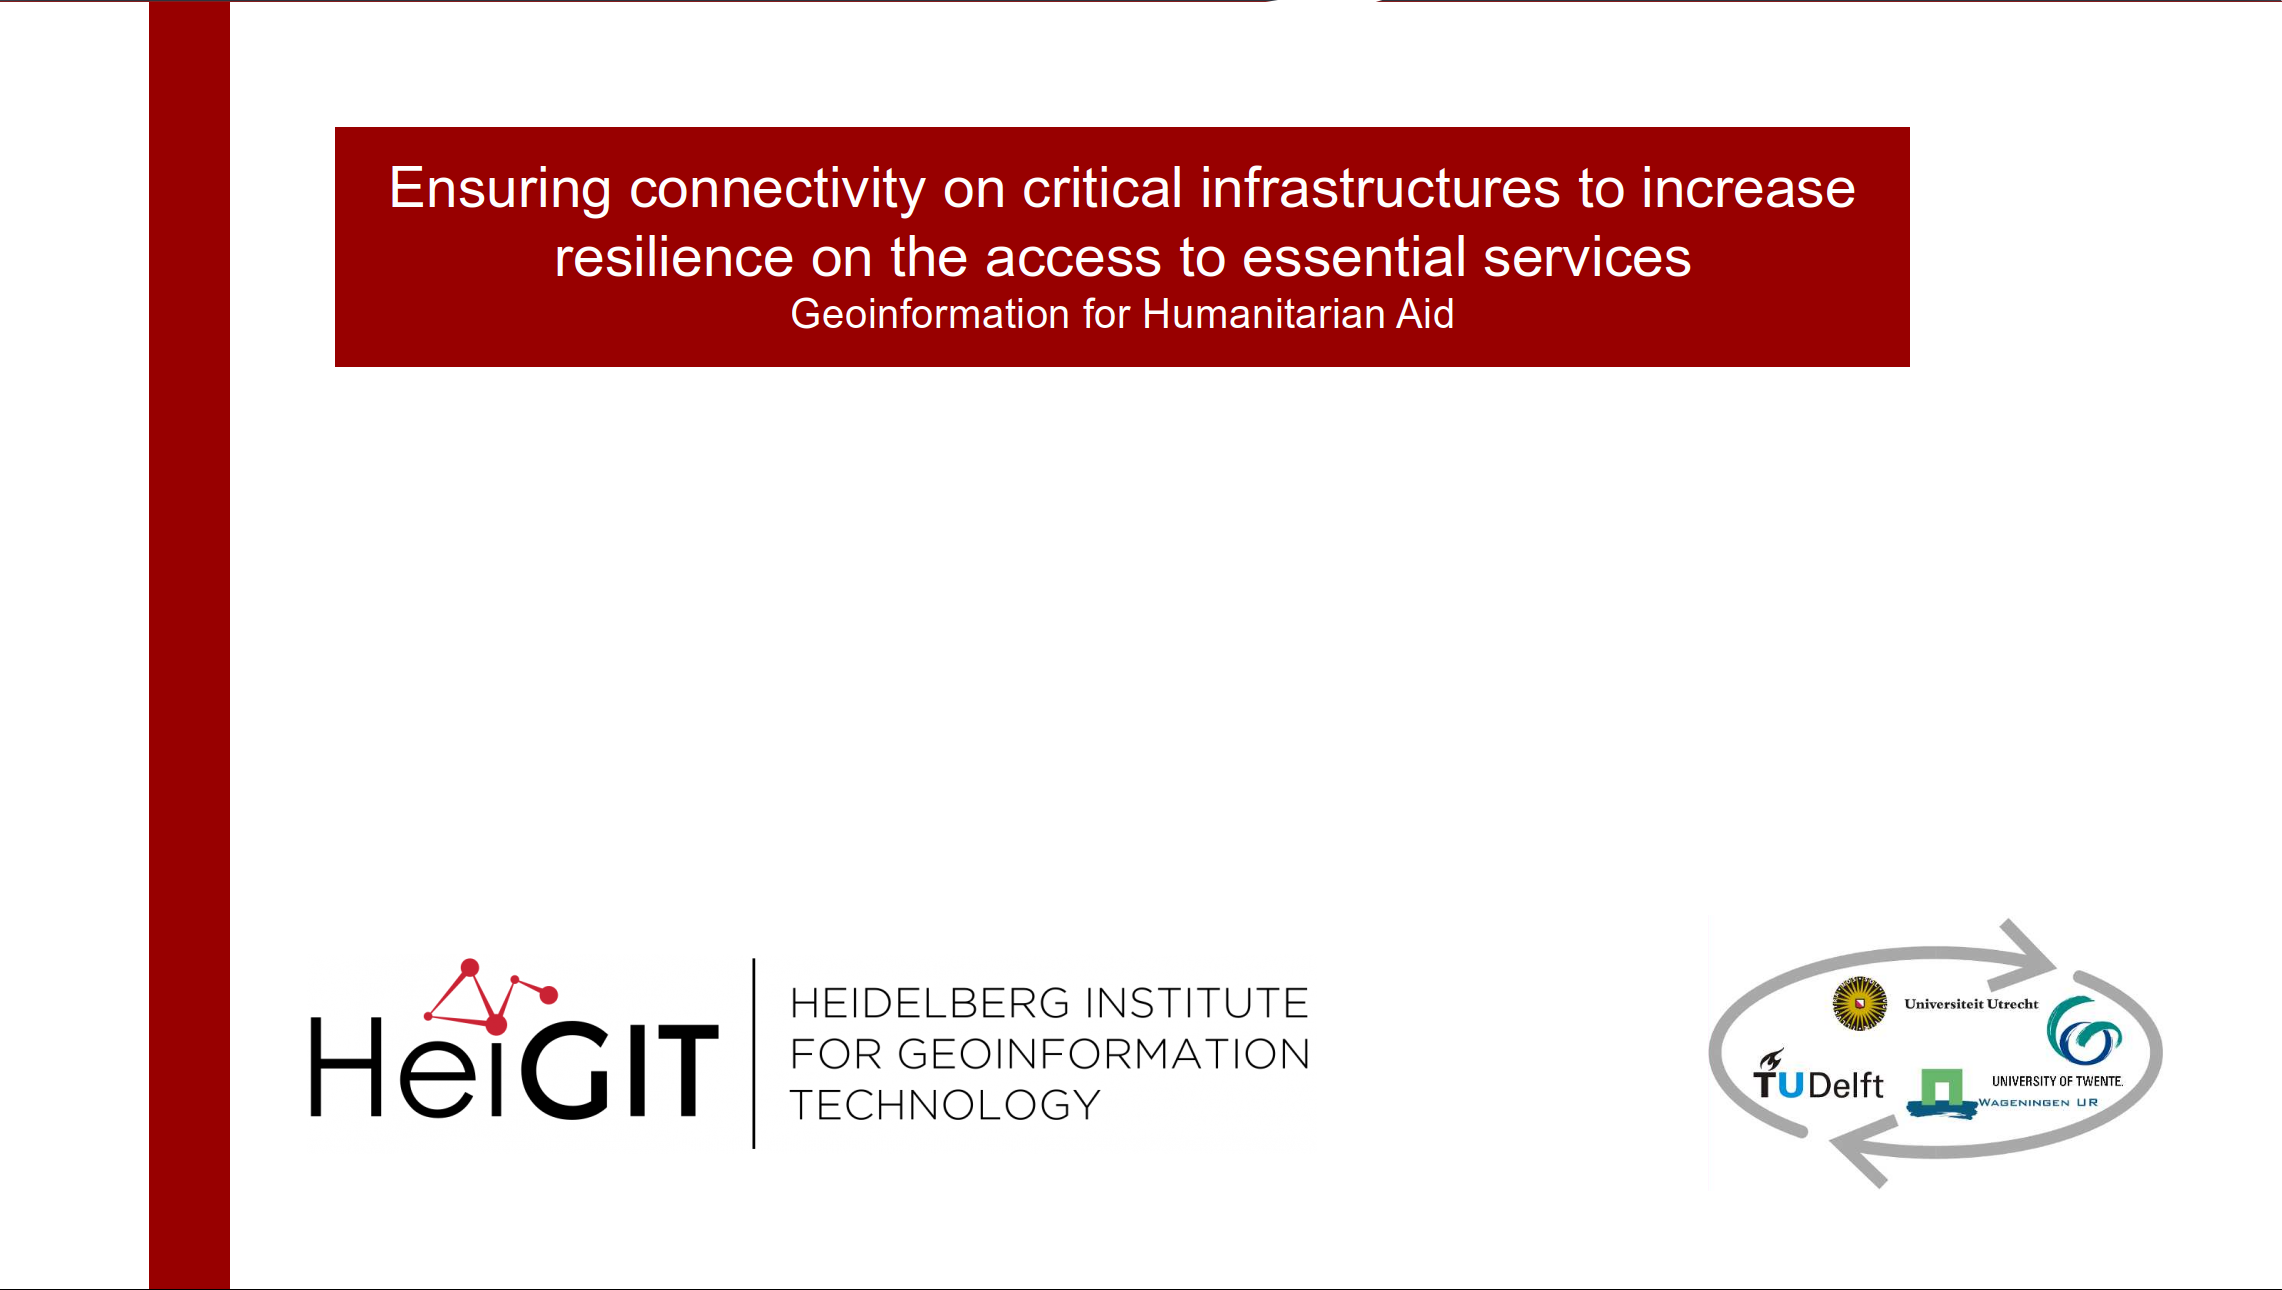 Ensuring connectivity on critical infrastructures to increase
resilience on the access to essential services
Geoinformation for Humanitarian Aid
HeiGIT
HEIDELBERG INSTITUTE
FOR GEOINFORMATION
TECHNOLOGY
Universiteit Utrecht
TUDelft
UNIVERSITY OF TWENTE.
WAGENINGEN UR